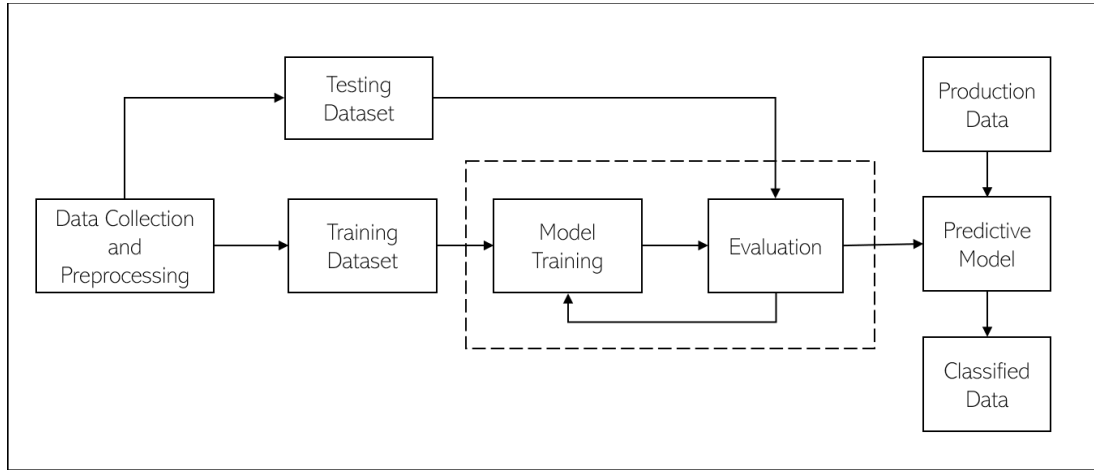 Testing
Dataset
Production
Data
Data Collection
and
Preprocessing
Training
Dataset
Model
Training
Evaluation
Predictive
Model
Classified
Data